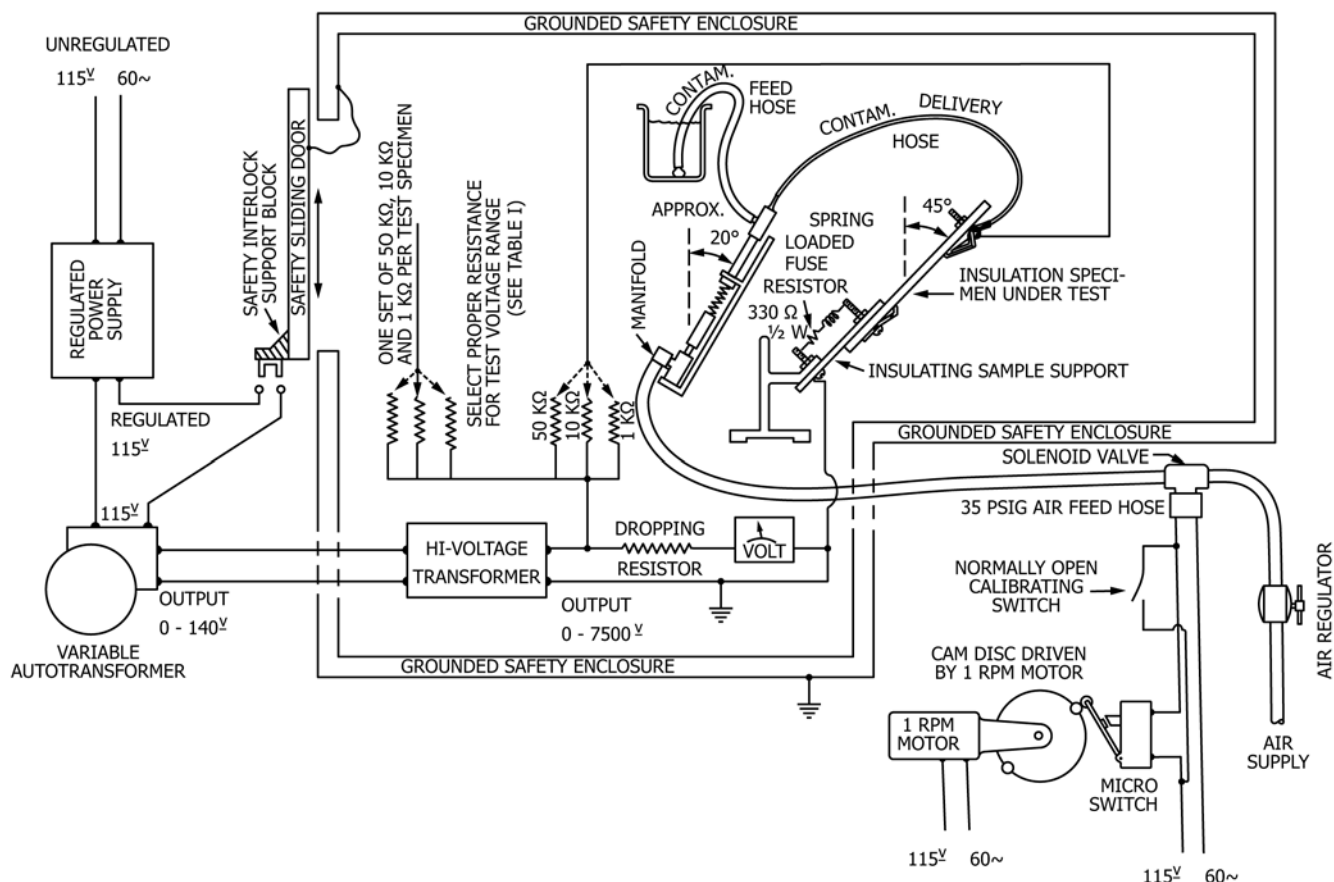 GROUNDED SAFETY ENCLOSURE
UNREGULATED
115V 60~
SAFETY INTERLOCK
SUPPORT BLOCK
SAFETY SLIDING DOOR
REGULATED
POWER
SUPPLY
REGULATED
115V
115V
OUTPUT
0 - 140V
VARIABLE
AUTOTRANSFORMER
ONE SET OF 50 KΩ, 10 KΩ
AND 1 KΩ PER TEST SPECIMEN
SELECT PROPER RESISTANCE
FOR TEST VOLTAGE RANGE
(SEE TABLE I)
50 KΩ
10 KΩ
1 KΩ
HI-VOLTAGE
TRANSFORMER
OUTPUT
0 - 7500V
DROPPING
RESISTOR
VOLT
CONTAM.
FEED
HOSE
CONTAM.
DELIVERY
HOSE
APPROX.
20°
MANIFOLD
SPRING
LOADED
FUSE
RESISTOR
330 Ω
½ W
45°
INSULATION SPECI-
MEN UNDER TEST
INSULATING SAMPLE SUPPORT
GROUNDED SAFETY ENCLOSURE
SOLENOID VALVE
35 PSIG AIR FEED HOSE
NORMALLY OPEN
CALIBRATING
SWITCH
AIR REGULATOR
AIR
SUPPLY
GROUNDED SAFETY ENCLOSURE
CAM DISC DRIVEN
BY 1 RPM MOTOR
1 RPM
MOTOR
MICRO
SWITCH
115V 60~
115V 60~